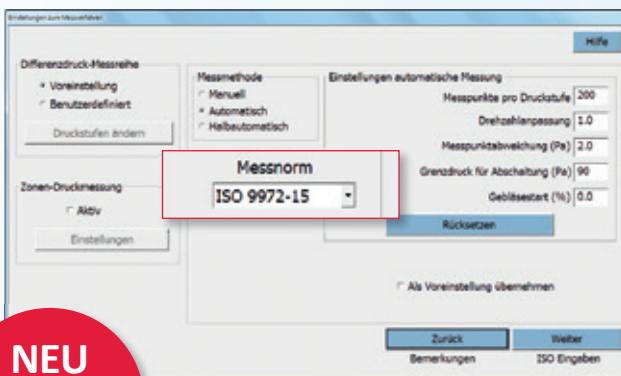 Einstellungen zum Messverfahren
Hilfe
Differenzdruck-Messreihe
Voreinstellung
Benutzerdefiniert
Druckstufen ändern
Zonen-Druckmessung
Aktiv
Einstellungen
Messmethode
Manuell
Automatisch
Halbautomatisch
Messnorm
ISO 9972-15
Einstellungen automatische Messung
Messpunkte pro Druckstufe 200
Drehzahlanpassung 1.0
Messpunktabweichung (Pa) 2.0
Grenzdruck für Abschaltung (Pa) 90
Gebläsestart (%) 0.0
Rücksetzen
Als Voreinstellung übernehmen
Zurück
Weiter
Bemerkungen
ISO Eingaben
NEU